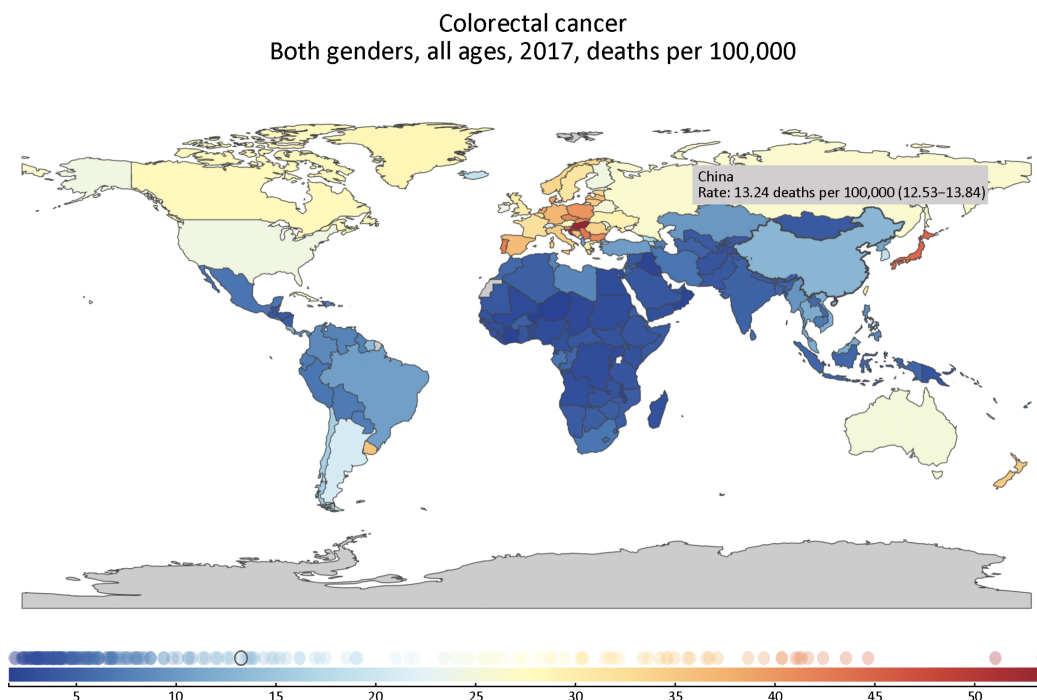 Colorectal cancer
Both genders, all ages, 2017, deaths per 100,000
China
Rate: 13.24 deaths per 100,000 (12.53–13.84)
5 10 15 20 25 30 35 40 45 50